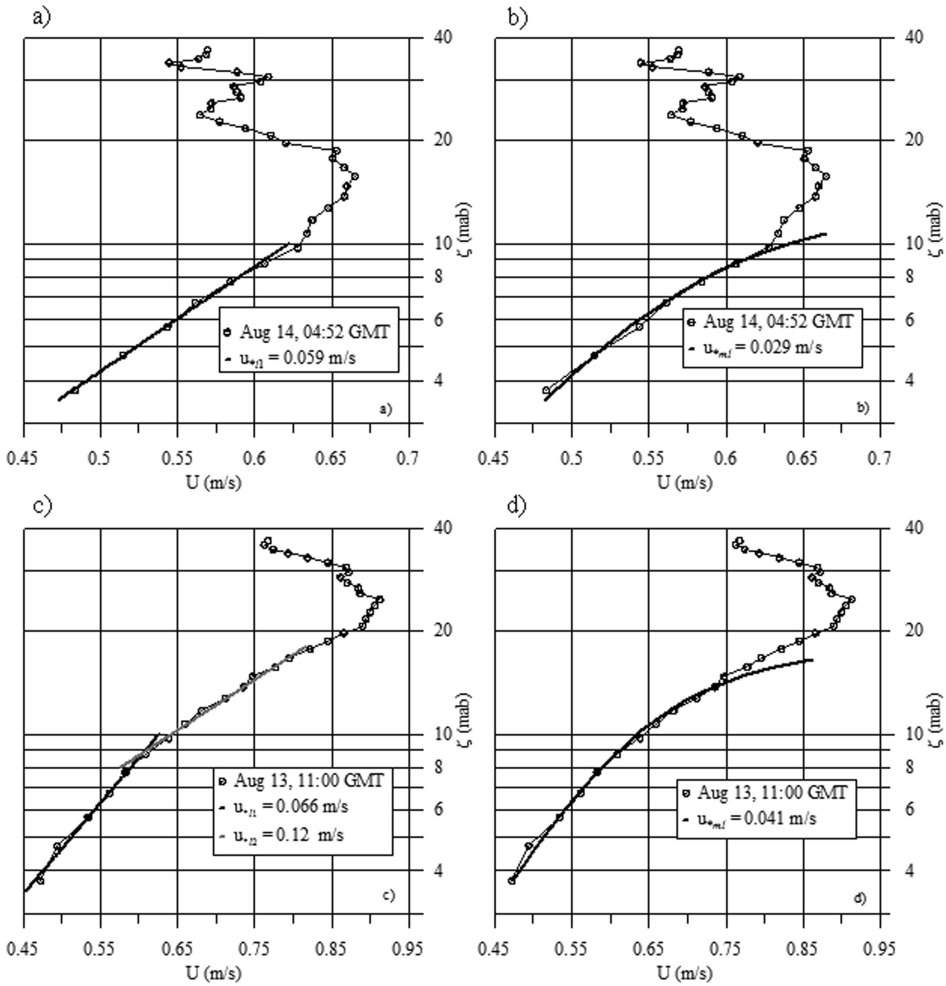 a)
b)
40
40
20
20
ζ (mab)
ζ (mab)
10
10
8
8
6
6
4
4
Aug 14, 04:52 GMT
u*l1 = 0.059 m/s
a)
Aug 14, 04:52 GMT
u*ml = 0.029 m/s
b)
0.45 0.5 0.55 0.6 0.65 0.7
0.45 0.5 0.55 0.6 0.65 0.7
U (m/s)
U (m/s)
c)
d)
40
40
20
20
ζ (mab)
ζ (mab)
10
10
8
8
6
6
4
4
Aug 13, 11:00 GMT
u*l1 = 0.066 m/s
u*l2 = 0.12 m/s
c)
Aug 13, 11:00 GMT
u*ml = 0.041 m/s
d)
0.45 0.55 0.65 0.75 0.85 0.95
0.45 0.55 0.65 0.75 0.85 0.95
U (m/s)
U (m/s)